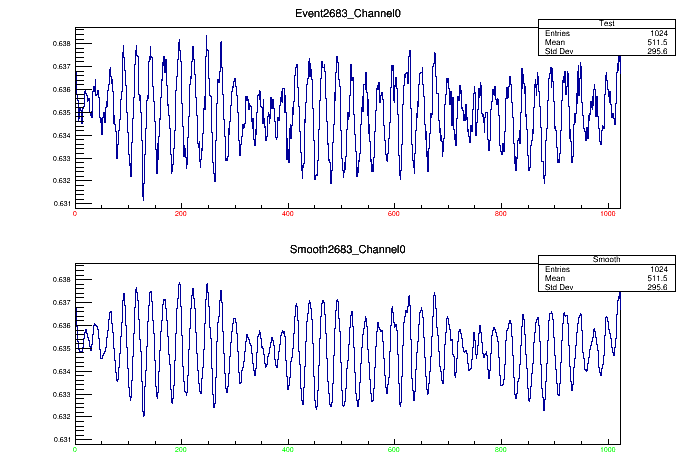 Event2683_Channel0
Test
Entries 1024
Mean 511.5
Std Dev 295.6
0.638
0.637
0.636
0.635
0.634
0.633
0.632
0.631
0 200 400 600 800 1000
Smooth2683_Channel0
Smooth
Entries 1024
Mean 511.5
Std Dev 295.6
0.638
0.637
0.636
0.635
0.634
0.633
0.632
0.631
0 200 400 600 800 1000